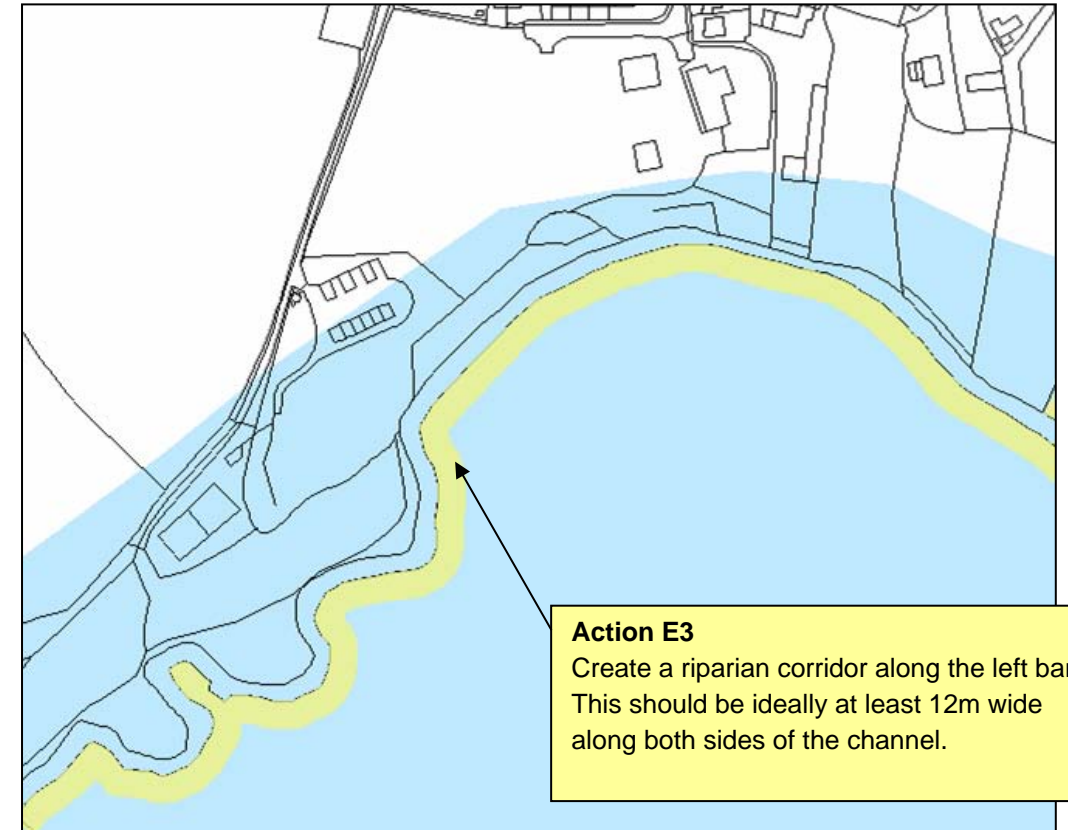 Action E3
Create a riparian corridor along the left
This should be ideally at least 12m wide
along both sides of the channel.